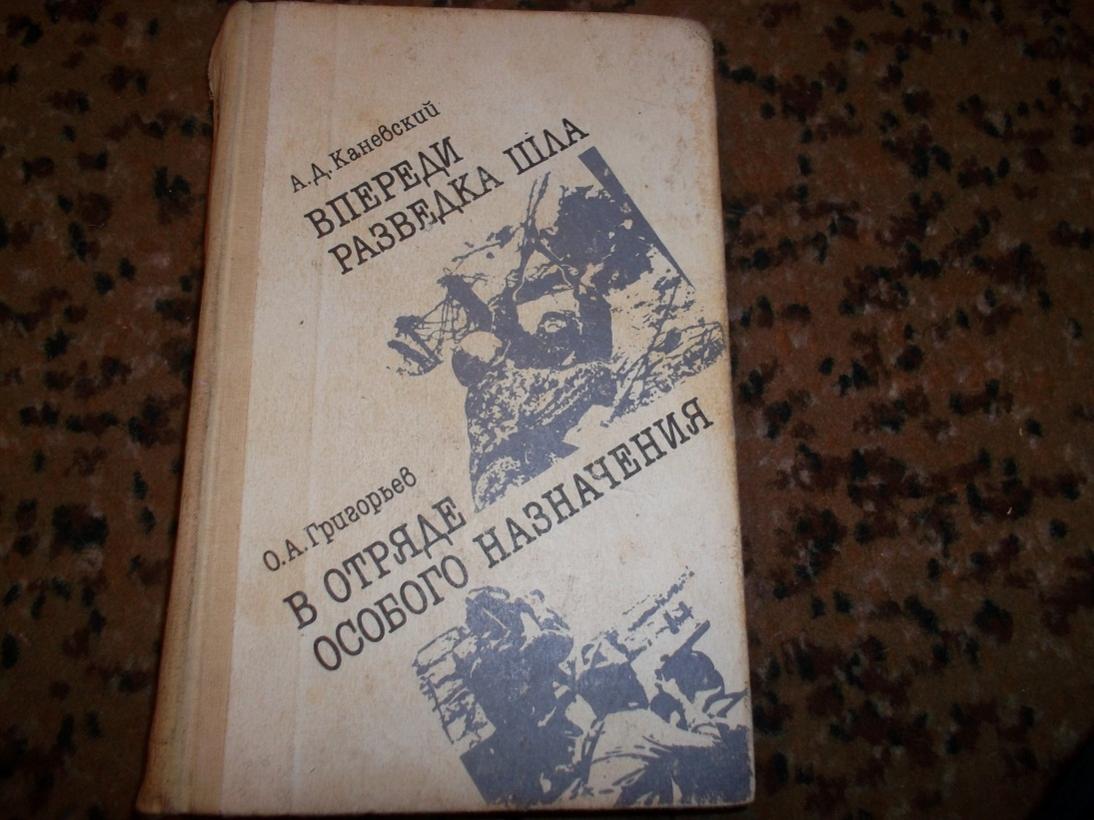 А.Д.Каневский
ВПЕРЕДИ
РАЗВЕДКА ШЛА
О.А.Григорьев
В ОТРЯДЕ
ОСОБОГО НАЗНАЧЕНИЯ